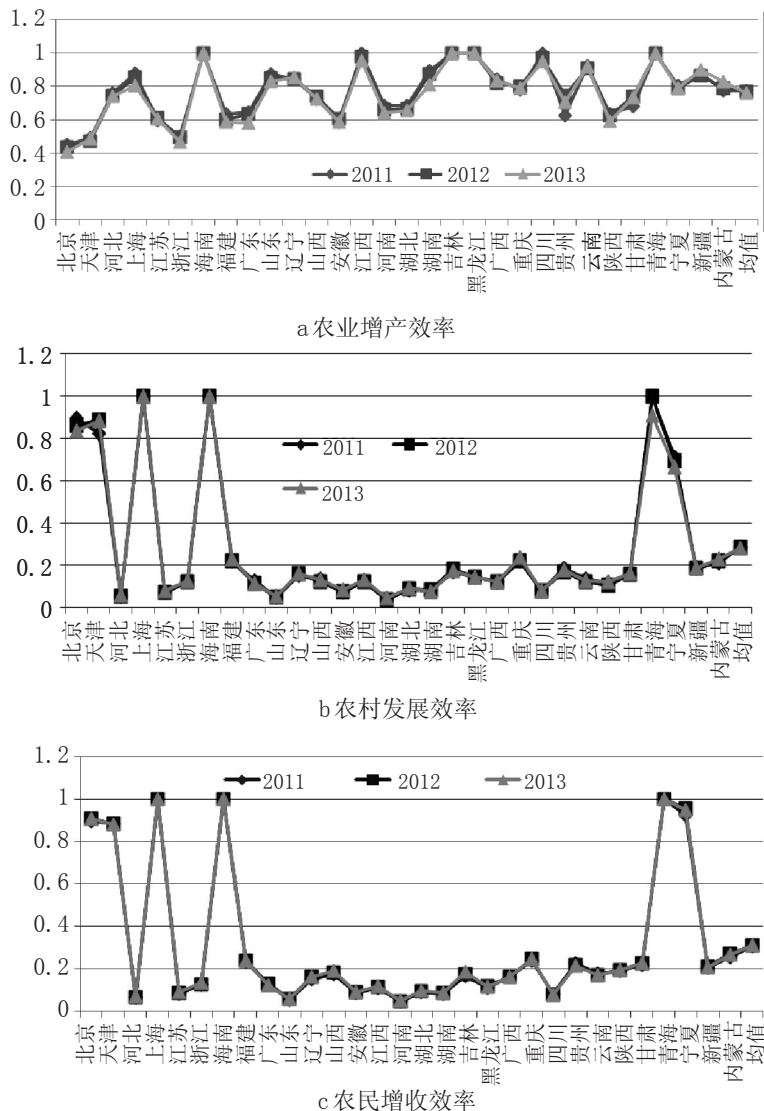 1.2
1
0.8
0.6
0.4
0.2
0
2011 2012 2013
北京 天津 河北 上海 江苏 浙江 海南 福建 广东 山东 辽宁 山西 安徽 江西 河南 湖北 湖南 吉林 黑龙江 广西 重庆 四川 贵州 云南 陕西 甘肃 青海 宁夏 新疆 内蒙古 均值
a农业增产效率
1.2
1
0.8
0.6
0.4
0.2
0
2011 2012
2013
北京 天津 河北 上海 江苏 浙江 海南 福建 广东 山东 辽宁 山西 安徽 江西 河南 湖北 湖南 吉林 黑龙江 广西 重庆 四川 贵州 云南 陕西 甘肃 青海 宁夏 新疆 内蒙古 均值
b农村发展效率
1.2
1
0.8
0.6
0.4
0.2
0
2011 2012 2013
北京 天津 河北 上海 江苏 浙江 海南 福建 广东 山东 辽宁 山西 安徽 江西 河南 湖北 湖南 吉林 黑龙江 广西 重庆 四川 贵州 云南 陕西 甘肃 青海 宁夏 新疆 内蒙古 均值
c农民增收效率